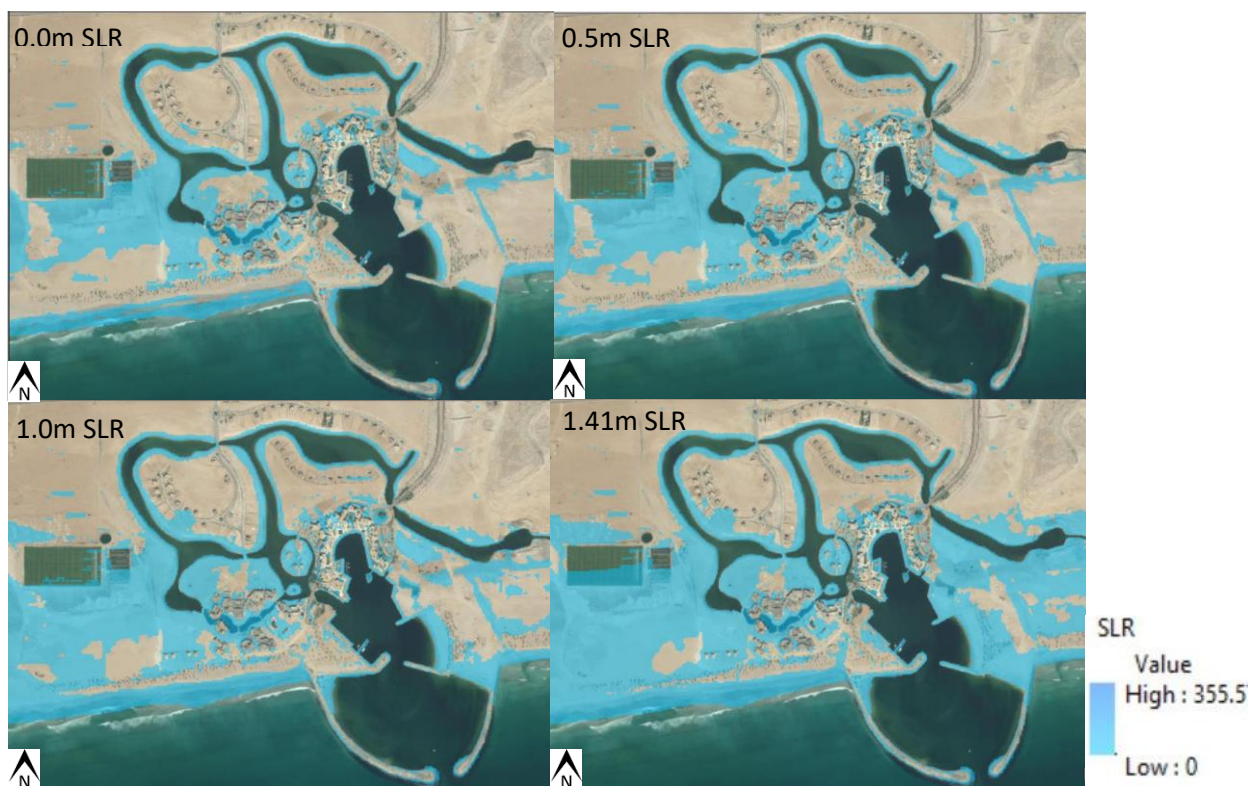 0.0m SLR
0.5m SLR
N
N
1.0m SLR
1.41m SLR
N
N
SLR
Value
High : 355.5
Low : 0